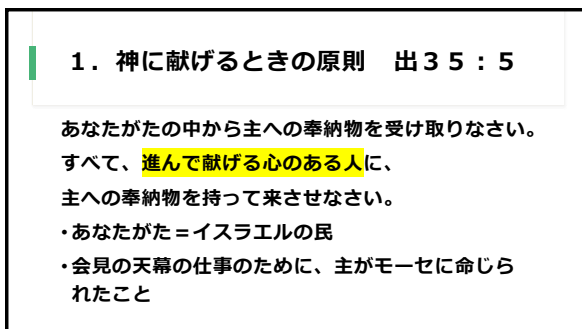 １．神に献げるときの原則　出３５：５
あなたがたの中から主への奉納物を受け取りなさい。
すべて、進んで献げる心のある人に、
主への奉納物を持って来させなさい。
・あなたがた＝イスラエルの民
・会見の天幕の仕事のために、主がモーセに命じら
れたこと